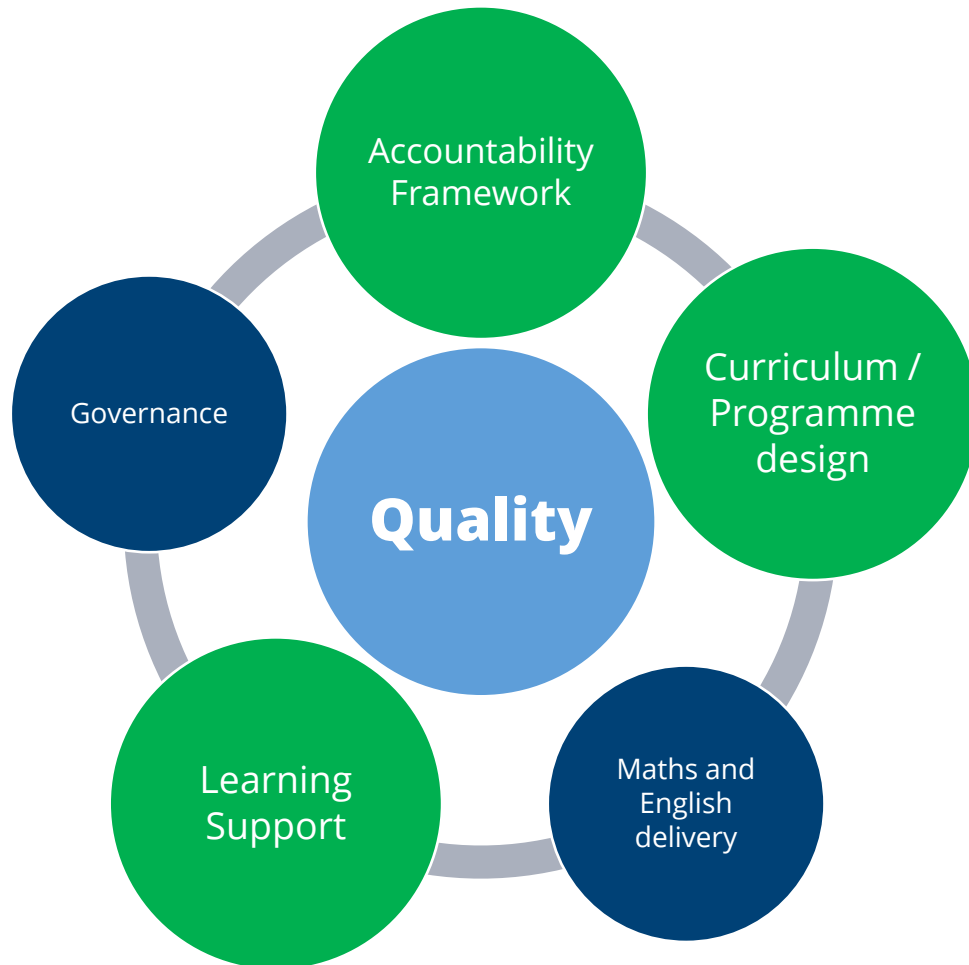 Accountability
Framework
Curriculum /
Programme
design
Governance
Quality
Learning
Support
Maths and
English
delivery